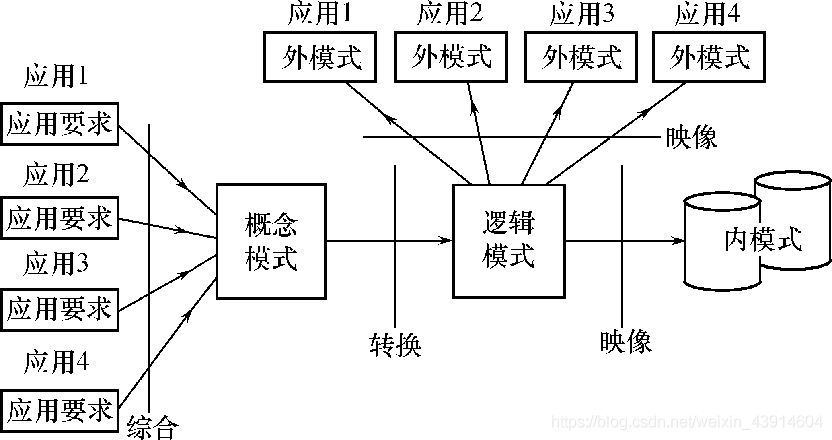 应用1 应用2 应用3 应用4
外模式 外模式 外模式 外模式
映像
应用1
应用要求
应用2
应用要求
应用3
应用要求
应用4
应用要求
综合
概念
模式
转换
逻辑
模式
映像
内模式
https://blog.csdn.net/weixin_43914604